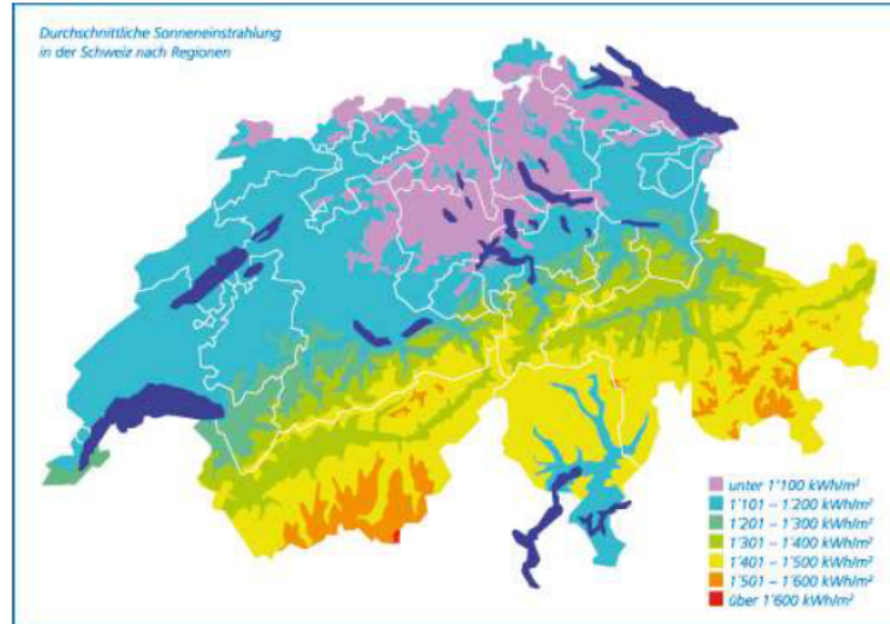 Durchschnittliche Sonneneinstrahlung
in der Schweiz nach Regionen
unter 1'100 kWh/m²
1'101 – 1'200 kWh/m²
1'201 – 1'300 kWh/m²
1'301 – 1'400 kWh/m²
1'401 – 1'500 kWh/m²
1'501 – 1'600 kWh/m²
über 1'600 kWh/m²